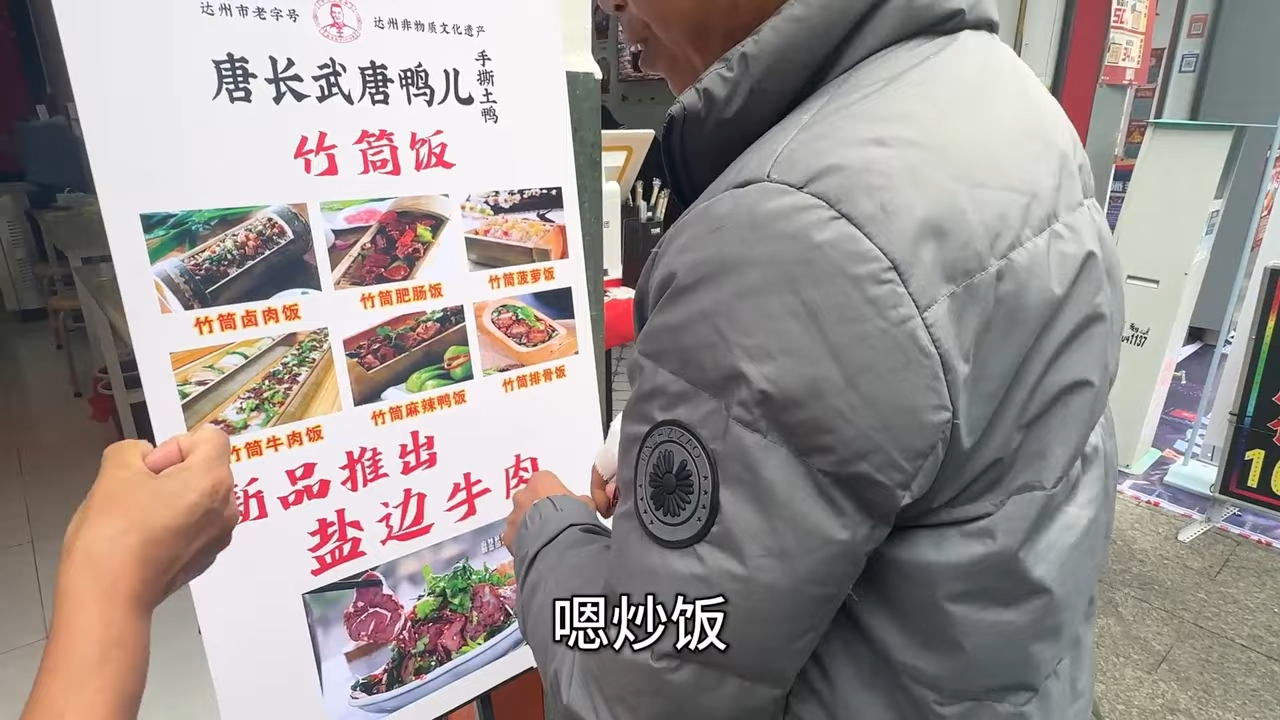 达州市老字号
达州非物质文化遗产
唐长武唐鸭儿
手撕土鸭
竹筒饭
竹筒卤肉饭
竹筒肥肠饭
竹筒菠萝饭
竹筒牛肉饭
竹筒麻辣鸭饭
竹筒排骨饭
新品推出
盐边牛肉
嗯炒饭
1137